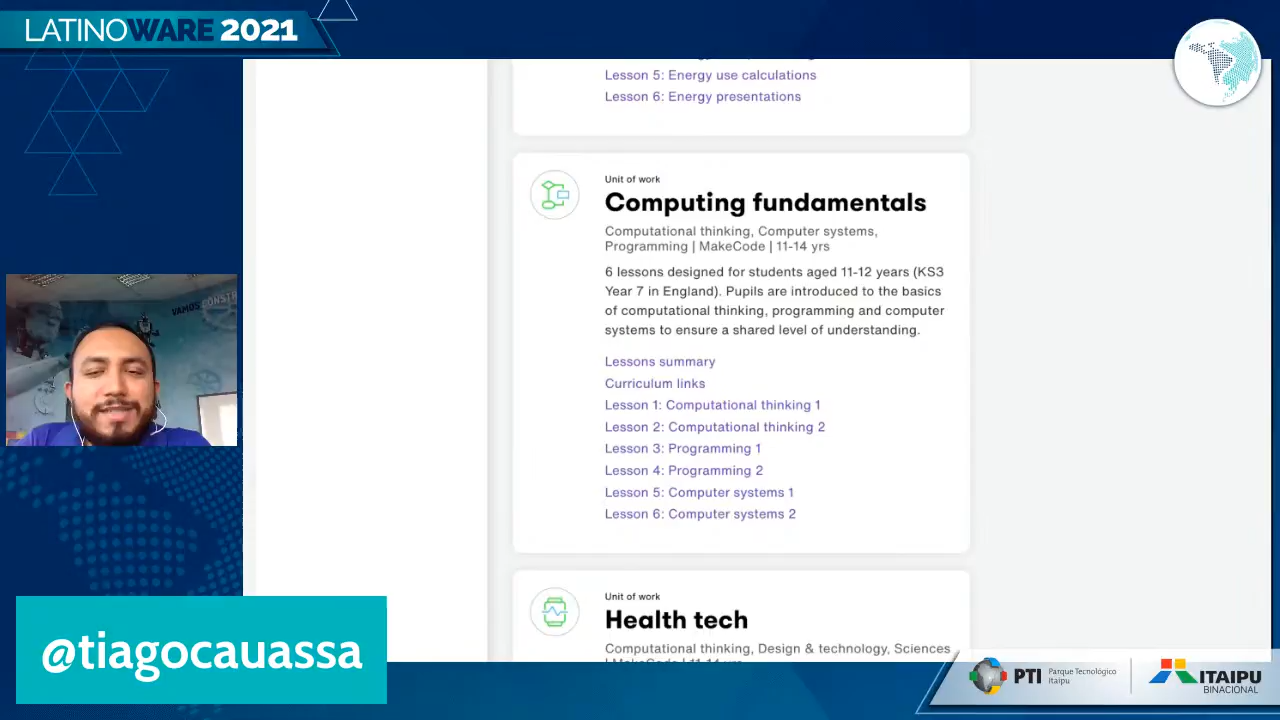 LATINOWARE 2021
Lesson 5: Energy use calculations
Lesson 6: Energy presentations
Unit of work
Computing fundamentals
Computational thinking, Computer systems,
Programming | MakeCode | 11-14 yrs
6 lessons designed for students aged 11-12 years (KS3
Year 7 in England). Pupils are introduced to the basics
of computational thinking, programming and computer
systems to ensure a shared level of understanding.
Lessons summary
Curriculum links
Lesson 1: Computational thinking 1
Lesson 2: Computational thinking 2
Lesson 3: Programming 1
Lesson 4: Programming 2
Lesson 5: Computer systems 1
Lesson 6: Computer systems 2
Unit of work
Health tech
Computational thinking, Design & technology, Sciences
| MakeCode | 11-14 yrs
VAMOS
@tiagocauassa
PTI
Parque Tecnológico
Itaipu
ITAIPU
BINACIONAL